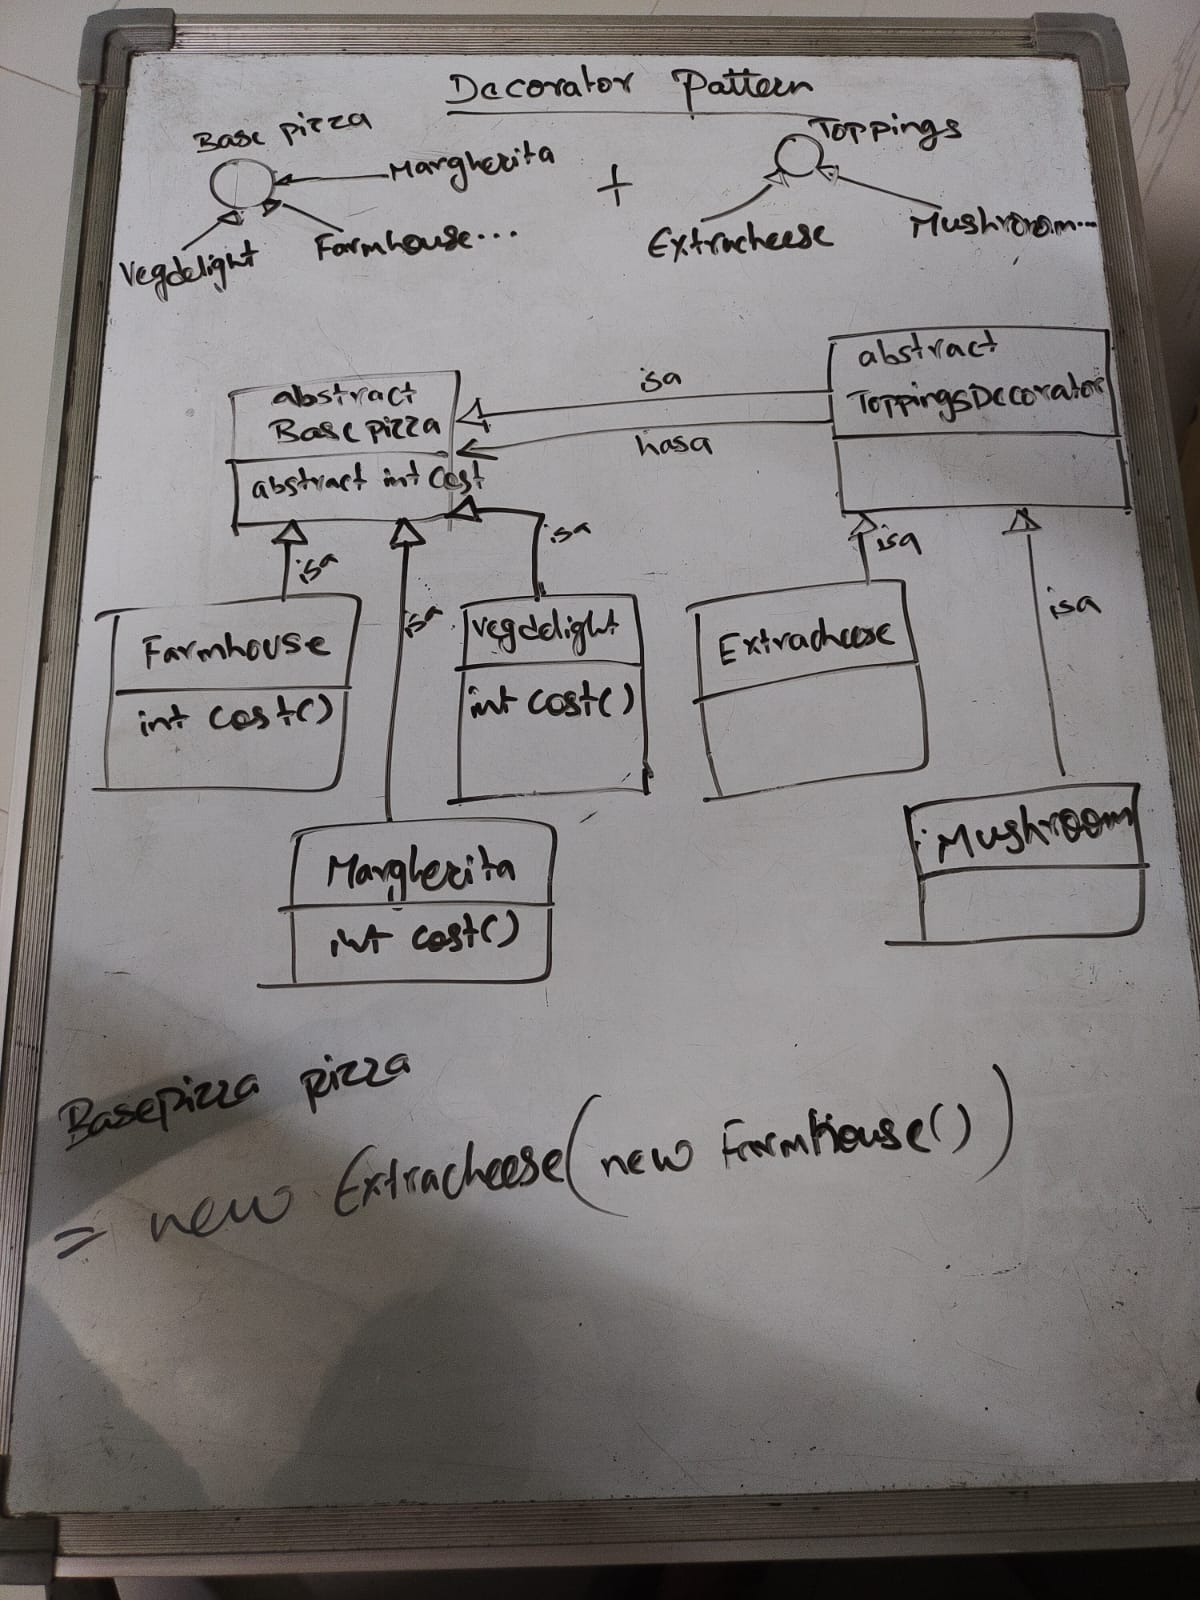 Decorator Pattern
Base pizza
Margherita
Vegdelight
Farmhouse...
+
Toppings
Extracheese
Mushroom...
abstract
Base pizza
abstract int cost
isa
hasa
abstract
ToppingsDecorator
isa
isa
isa
isa
isa
Farmhouse
int cost()
vegdelight
int cost()
Extracheese
Margherita
int cost()
Mushroom
Basepizza pizza
= new Extracheese(new FarmHouse())